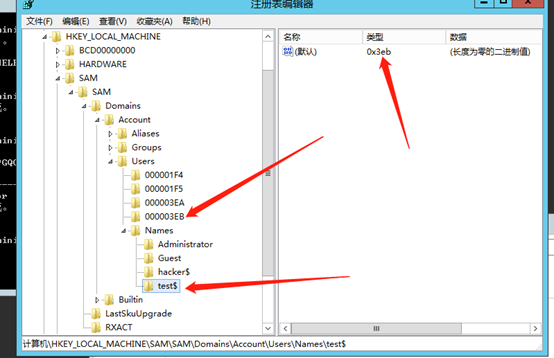 注册表编辑器
文件(F) 编辑(E) 查看(V) 收藏夹(A) 帮助(H)
HKEY_LOCAL_MACHINE
BCD00000000
HARDWARE
SAM
SAM
Domains
Account
Aliases
Groups
Users
000001F4
000001F5
000003EA
000003EB
Names
Administrator
Guest
hacker$
test$
Builtin
LastSkuUpgrade
RXACT
名称 类型 数据
(默认) 0x3eb (长度为零的二进制值)
计算机\HKEY_LOCAL_MACHINE\SAM\SAM\Domains\Account\Users\Names\test$